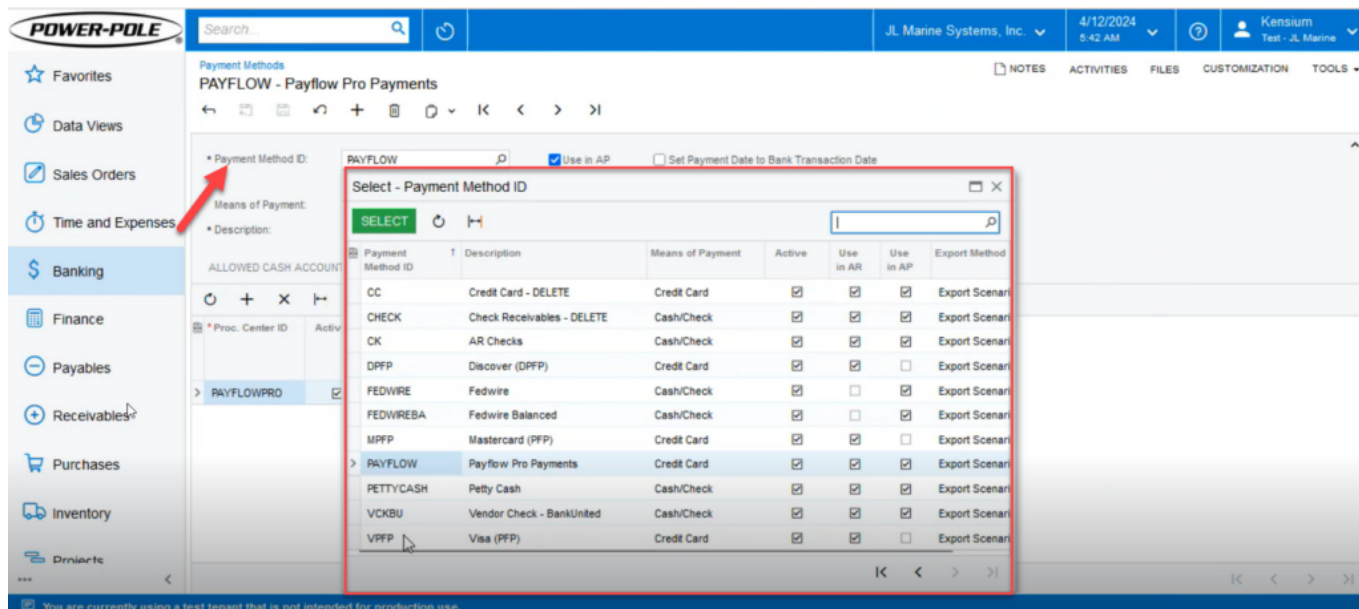 POWER-POLE
Search...
JL Marine Systems, Inc.
4/12/2024
5:42 AM
Kensium
Test - JL Marine
Favorites
Data Views
Sales Orders
Time and Expenses
Banking
Finance
Payables
Receivables
Purchases
Inventory
Projects
Payment Methods
NOTES ACTIVITIES FILES CUSTOMIZATION TOOLS
PAYFLOW - Payflow Pro Payments
* Payment Method ID: PAYFLOW Use in AP Set Payment Date to Bank Transaction Date
Means of Payment:
* Description:
ALLOWED CASH ACCOUNT
* Proc. Center ID Activ
PAYFLOWPRO
Select - Payment Method ID
SELECT
Payment Method ID Description Means of Payment Active Use in AR Use in AP Export Method
CC Credit Card - DELETE Credit Card Export Scenari
CHECK Check Receivables - DELETE Cash/Check Export Scenari
CK AR Checks Cash/Check Export Scenari
DPFP Discover (DPFP) Credit Card Export Scenari
FEDWIRE Fedwire Cash/Check Export Scenari
FEDWIREBA Fedwire Balanced Cash/Check Export Scenari
MPFP Mastercard (PFP) Credit Card Export Scenari
PAYFLOW Payflow Pro Payments Credit Card Export Scenari
PETTYCASH Petty Cash Cash/Check Export Scenari
VCKBU Vendor Check - BankUnited Cash/Check Export Scenari
VPFP Visa (PFP) Credit Card Export Scenari
You are currently using a test tenant that is not intended for production use.